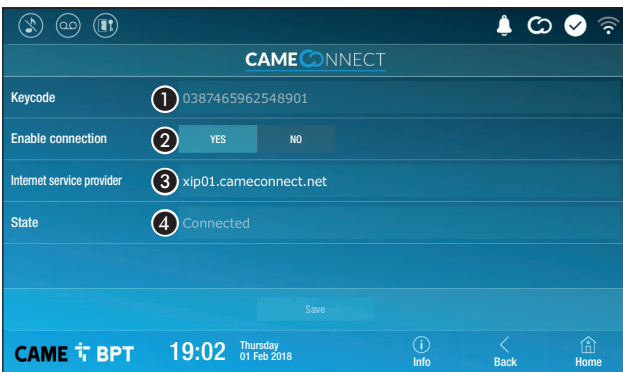 CAMECONNECT
Keycode 1 0387465962548901
Enable connection 2 YES NO
Internet service provider 3 xip01.cameconnect.net
State 4 Connected
Save
CAME BPT 19:02 Thursday
01 Feb 2018
Info Back Home